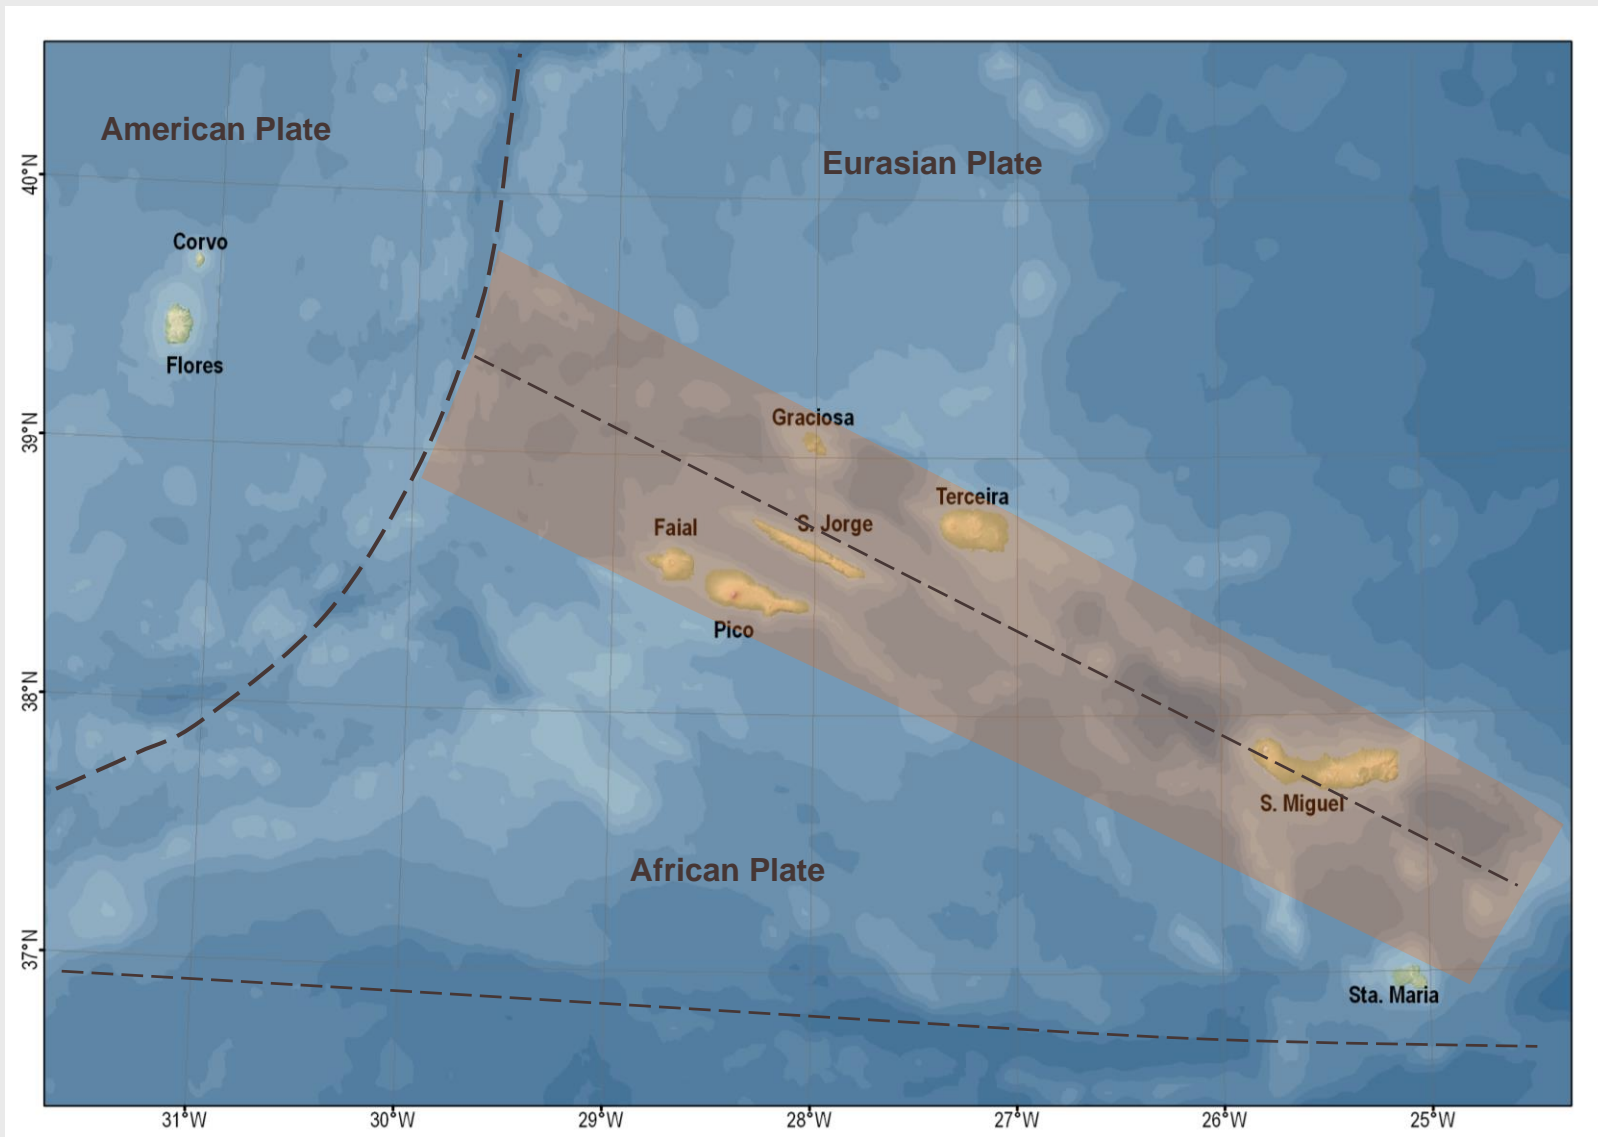 American Plate
Eurasian Plate
40°N
Corvo
Flores
39°N
Graciosa
Terceira
Faial
S. Jorge
Pico
38°N
S. Miguel
African Plate
37°N
Sta. Maria
31°W
30°W
29°W
28°W
27°W
26°W
25°W